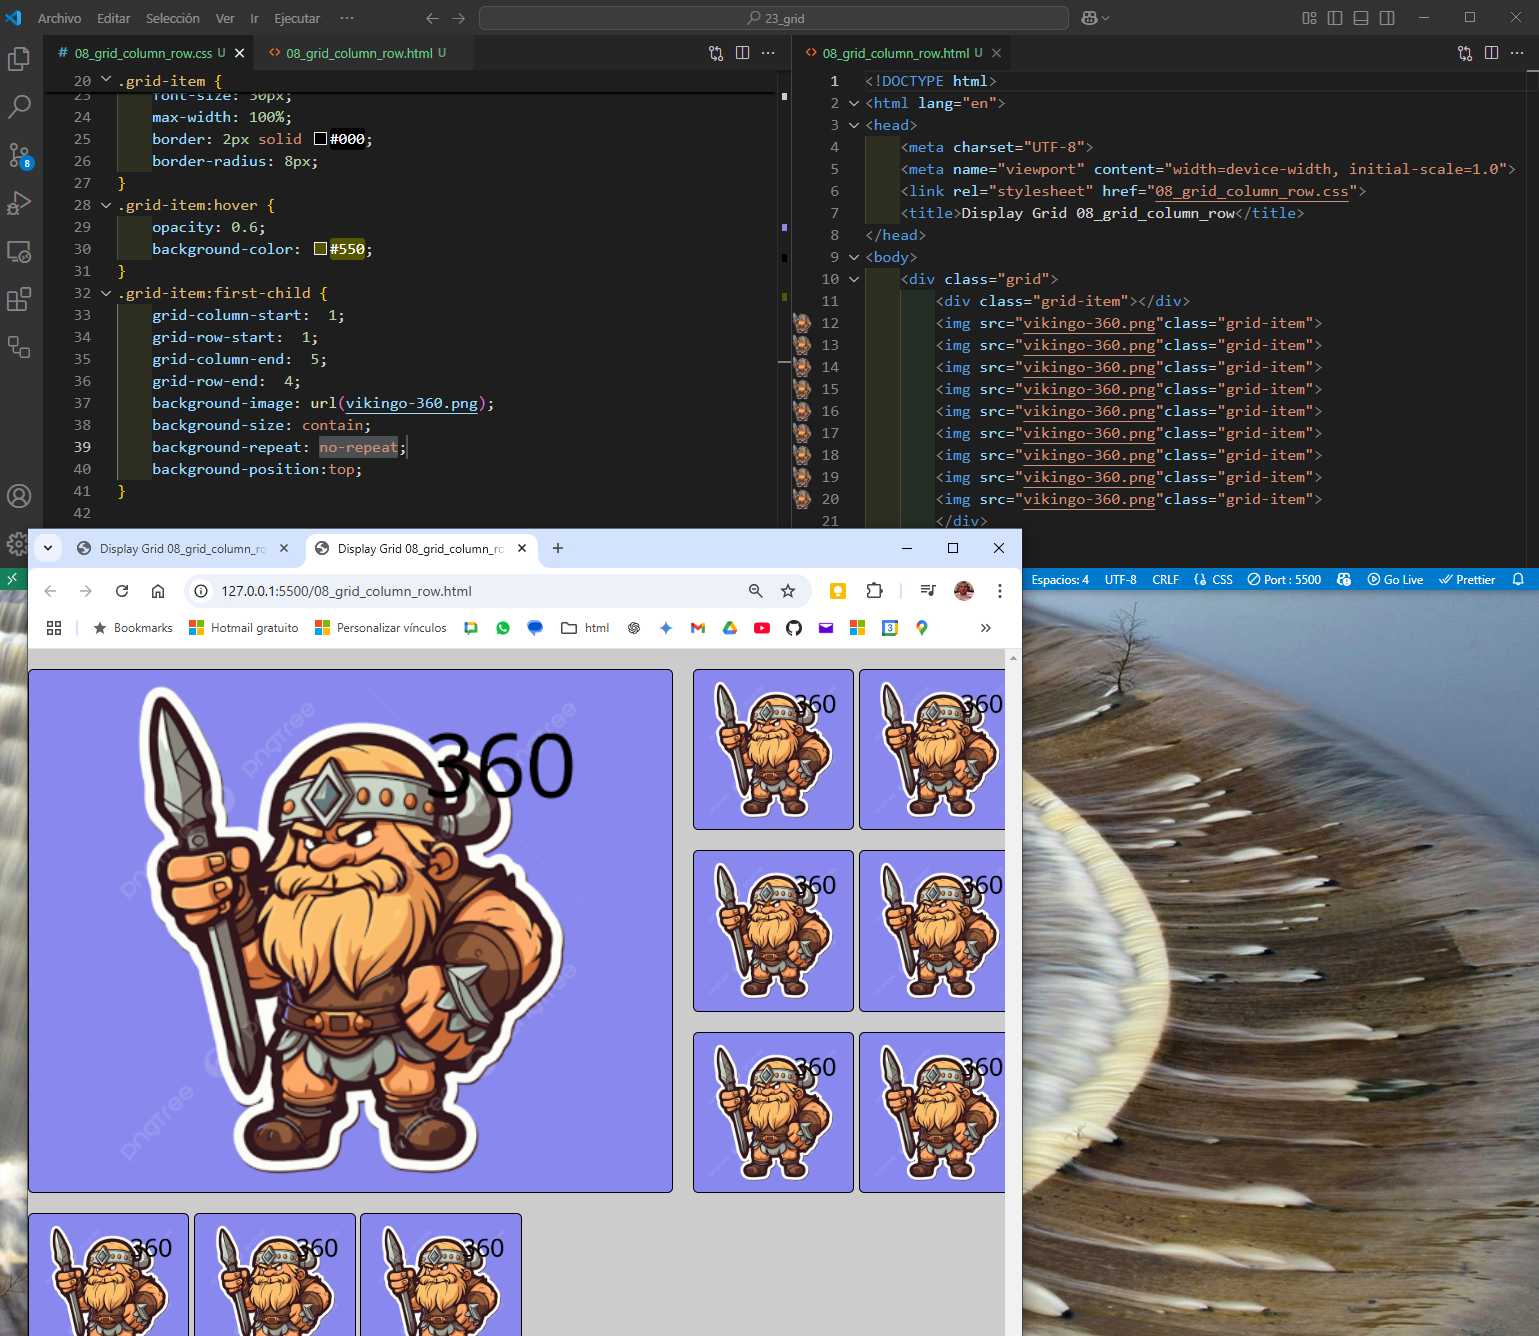 Archivo Editar Selección Ver Ir Ejecutar ··· 23_grid
# 08_grid_column_row.css U <> 08_grid_column_row.html U
20 .grid-item {
23 font-size: 30px;
24 max-width: 100%;
25 border: 2px solid #000;
26 border-radius: 8px;
27 }
28 .grid-item:hover {
29 opacity: 0.6;
30 background-color: #550;
31 }
32 .grid-item:first-child {
33 grid-column-start: 1;
34 grid-row-start: 1;
35 grid-column-end: 5;
36 grid-row-end: 4;
37 background-image: url(vikingo-360.png);
38 background-size: contain;
39 background-repeat: no-repeat;
40 background-position:top;
41 }
42
8
<> 08_grid_column_row.html U
1 <!DOCTYPE html>
2 <html lang="en">
3 <head>
4 <meta charset="UTF-8">
5 <meta name="viewport" content="width=device-width, initial-scale=1.0">
6 <link rel="stylesheet" href="08_grid_column_row.css">
7 <title>Display Grid 08_grid_column_row</title>
8 </head>
9 <body>
10 <div class="grid">
11 <div class="grid-item"></div>
12 <img src="vikingo-360.png"class="grid-item">
13 <img src="vikingo-360.png"class="grid-item">
14 <img src="vikingo-360.png"class="grid-item">
15 <img src="vikingo-360.png"class="grid-item">
16 <img src="vikingo-360.png"class="grid-item">
17 <img src="vikingo-360.png"class="grid-item">
18 <img src="vikingo-360.png"class="grid-item">
19 <img src="vikingo-360.png"class="grid-item">
20 <img src="vikingo-360.png"class="grid-item">
21 </div>
Espacios: 4 UTF-8 CRLF {} CSS Port : 5500 Go Live Prettier
Display Grid 08_grid_column_ro Display Grid 08_grid_column_ro
127.0.0.1:5500/08_grid_column_row.html
Bookmarks Hotmail gratuito Personalizar vínculos html 3 »
360
pngtree
pngtree
pngtree
pngtree
pngtree
pngtree
360 360
360 360
360 360
360 360 360